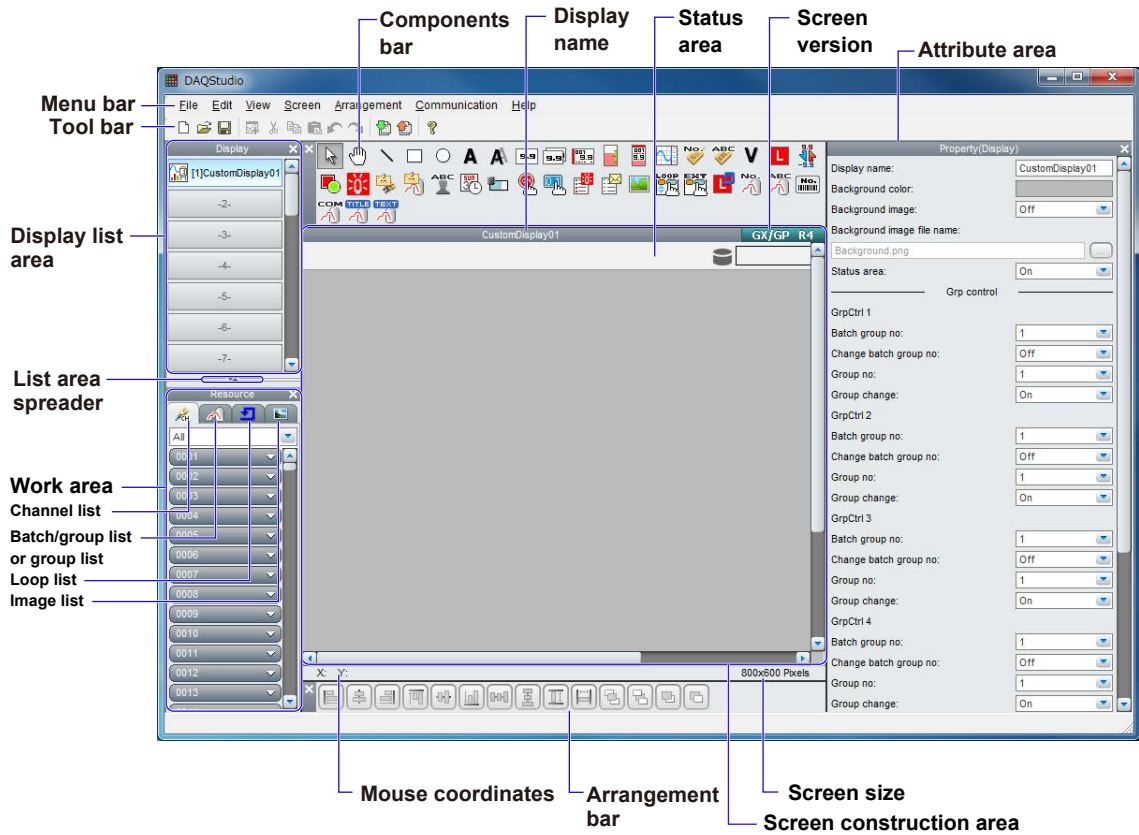 Components bar
Display name
Status area
Screen version
Attribute area
DAQStudio
Menu bar
File Edit View Screen Arrangement Communication Help
Tool bar
Display
[1]CustomDisplay01
-2-
-3-
-4-
-5-
-6-
-7-
Display list area
List area spreader
Resource
All
0001
0002
0003
0004
0005
0006
0007
0008
0009
0010
0011
0012
0013
Work area
Channel list
Batch/group list or group list
Loop list
Image list
CustomDisplay01
GX/GP R4
X: Y:
800x600 Pixels
Property(Display)
Display name: CustomDisplay01
Background color:
Background image: Off
Background image file name:
Background.png ...
Status area: On
Grp control
GrpCtrl 1
Batch group no: 1
Change batch group no: Off
Group no: 1
Group change: On
GrpCtrl 2
Batch group no: 1
Change batch group no: Off
Group no: 1
Group change: On
GrpCtrl 3
Batch group no: 1
Change batch group no: Off
Group no: 1
Group change: On
GrpCtrl 4
Batch group no: 1
Change batch group no: Off
Group no: 1
Group change: On
Mouse coordinates
Arrangement bar
Screen size
Screen construction area